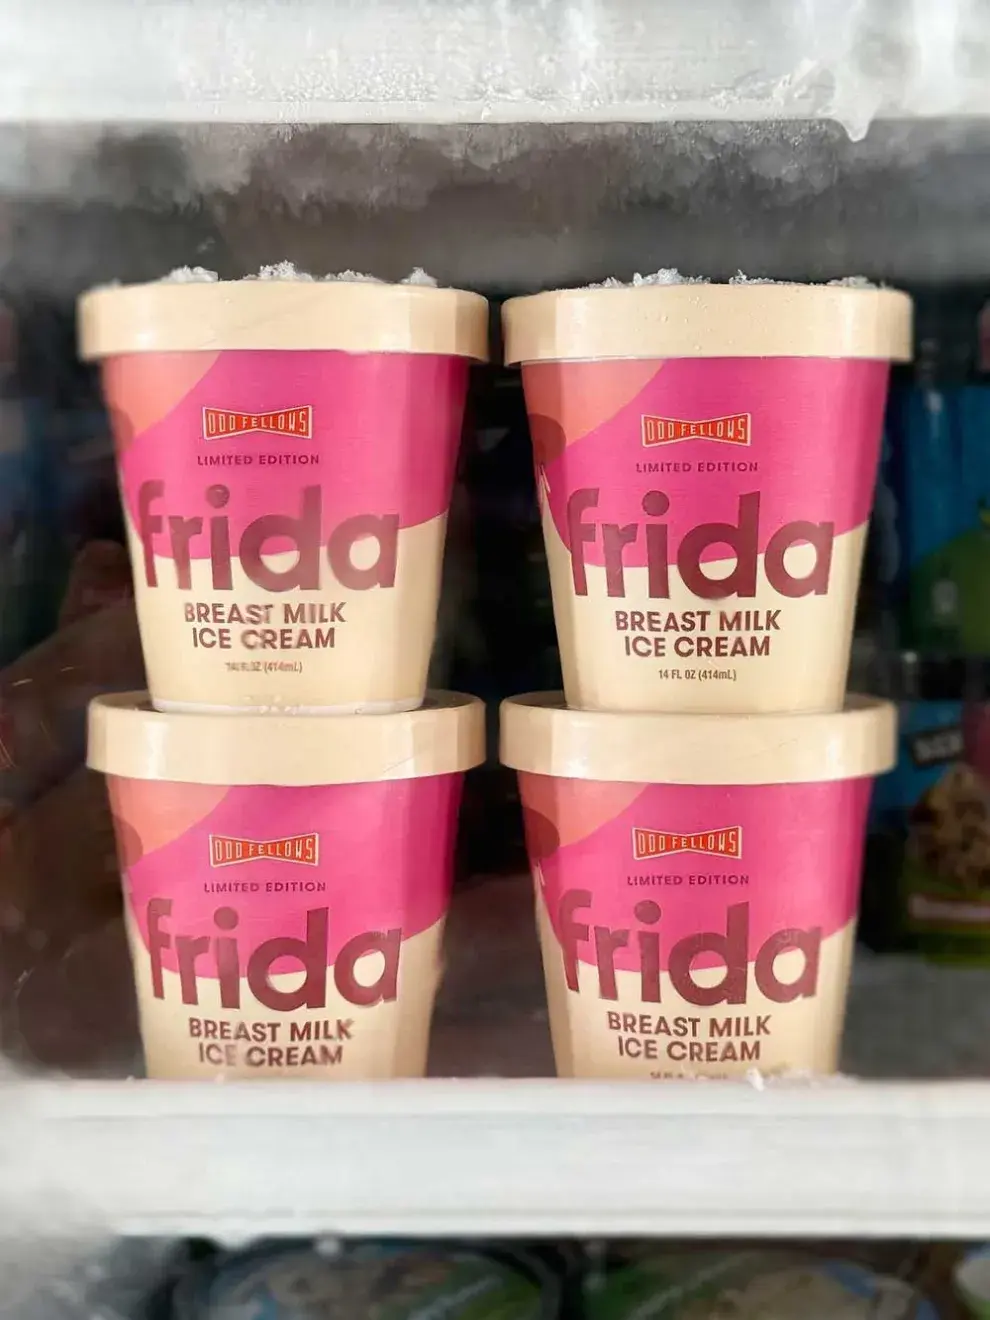 ODD FELLOWS
LIMITED EDITION
frida
BREAST MILK
ICE CREAM
14 FL OZ (414mL)
ODD FELLOWS
LIMITED EDITION
frida
BREAST MILK
ICE CREAM
14 FL OZ (414mL)
ODD FELLOWS
LIMITED EDITION
frida
BREAST MILK
ICE CREAM
ODD FELLOWS
LIMITED EDITION
frida
BREAST MILK
ICE CREAM